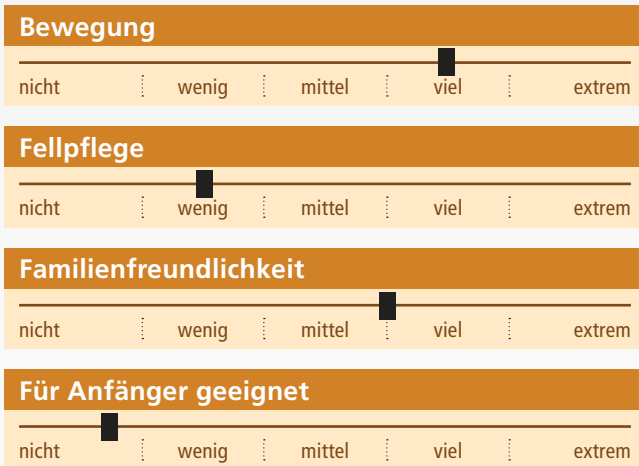 Bewegung
nicht wenig mittel viel extrem
Fellpflege
nicht wenig mittel viel extrem
Familienfreundlichkeit
nicht wenig mittel viel extrem
Für Anfänger geeignet
nicht wenig mittel viel extrem